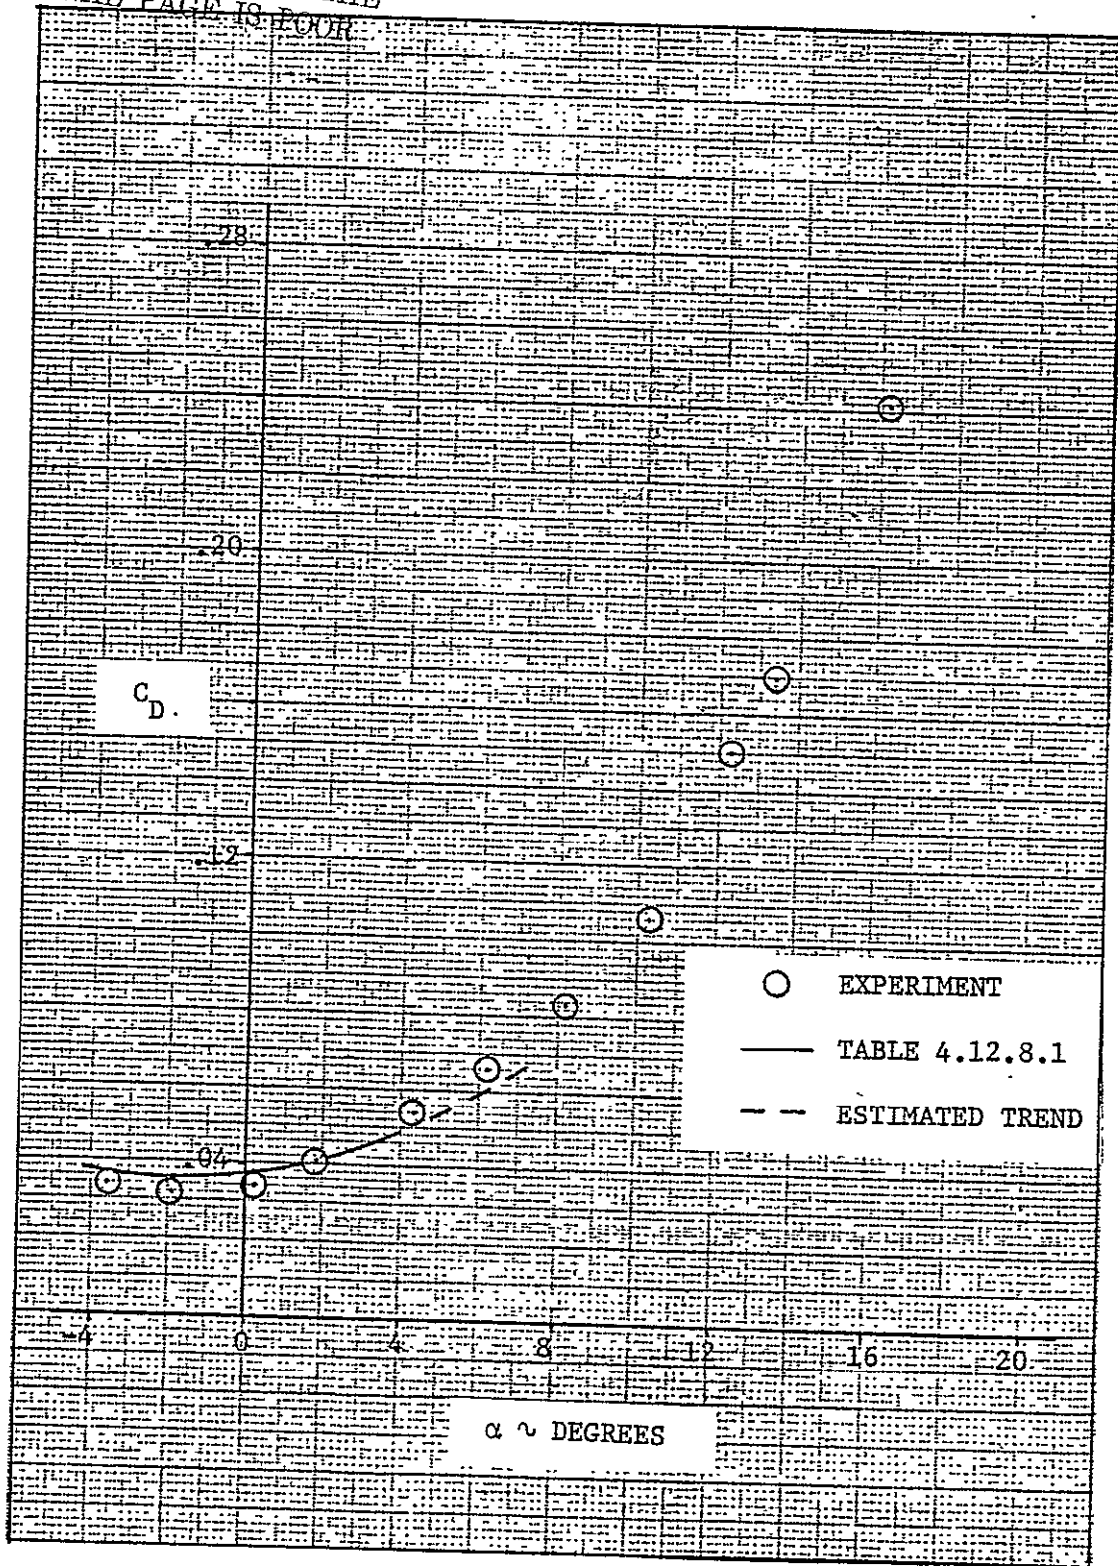 PAGE IS POOR
.28
.20
C_D.
.12
○ EXPERIMENT
—— TABLE 4.12.8.1
– – ESTIMATED TREND
.04
-4 0 4 8 12 16 20
α ~ DEGREES